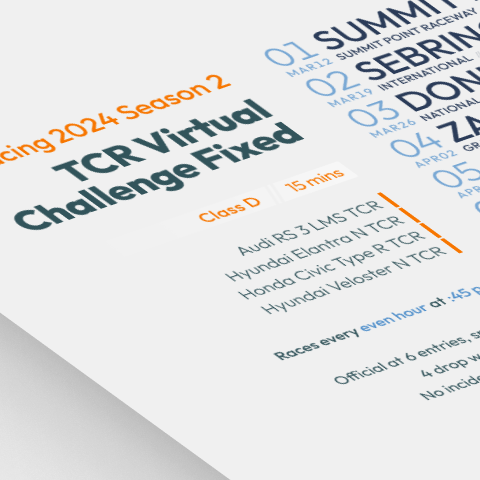 cing 2024 Season 2
TCR Virtual
Challenge Fixed
Class D | 15 mins
Audi RS 3 LMS TCR
Hyundai Elantra N TCR
Honda Civic Type R TCR
Hyundai Veloster N TCR
Races every even hour at :45 p
Official at 6 entries, s
4 drop w
No incide
01 SUMMIT
MAR12 SUMMIT POINT RACEWAY
02 SEBRIN
MAR19 INTERNATIONAL
03 DON
MAR26 NATIONAL
04 ZA
APR02 GR
05
APR